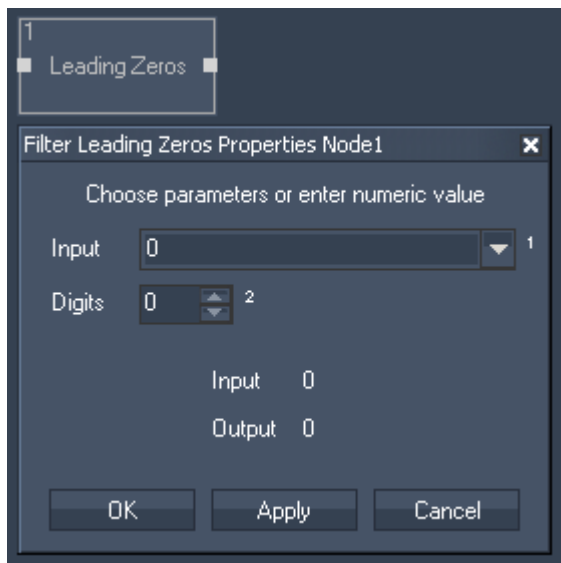 1
Leading Zeros
Filter Leading Zeros Properties Node1
Choose parameters or enter numeric value
Input 0 1
Digits 0 2
Input 0
Output 0
OK Apply Cancel